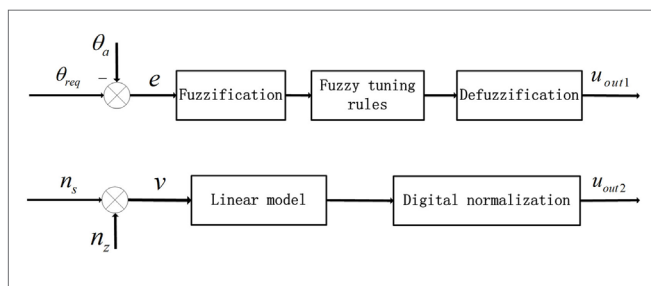 θa
θreq − e Fuzzification Fuzzy tuning rules Defuzzification uout1
ns v Linear model Digital normalization uout2
nz